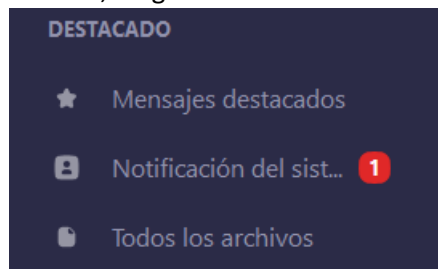 DESTACADO
Mensajes destacados
Notificación del sist... 1
Todos los archivos